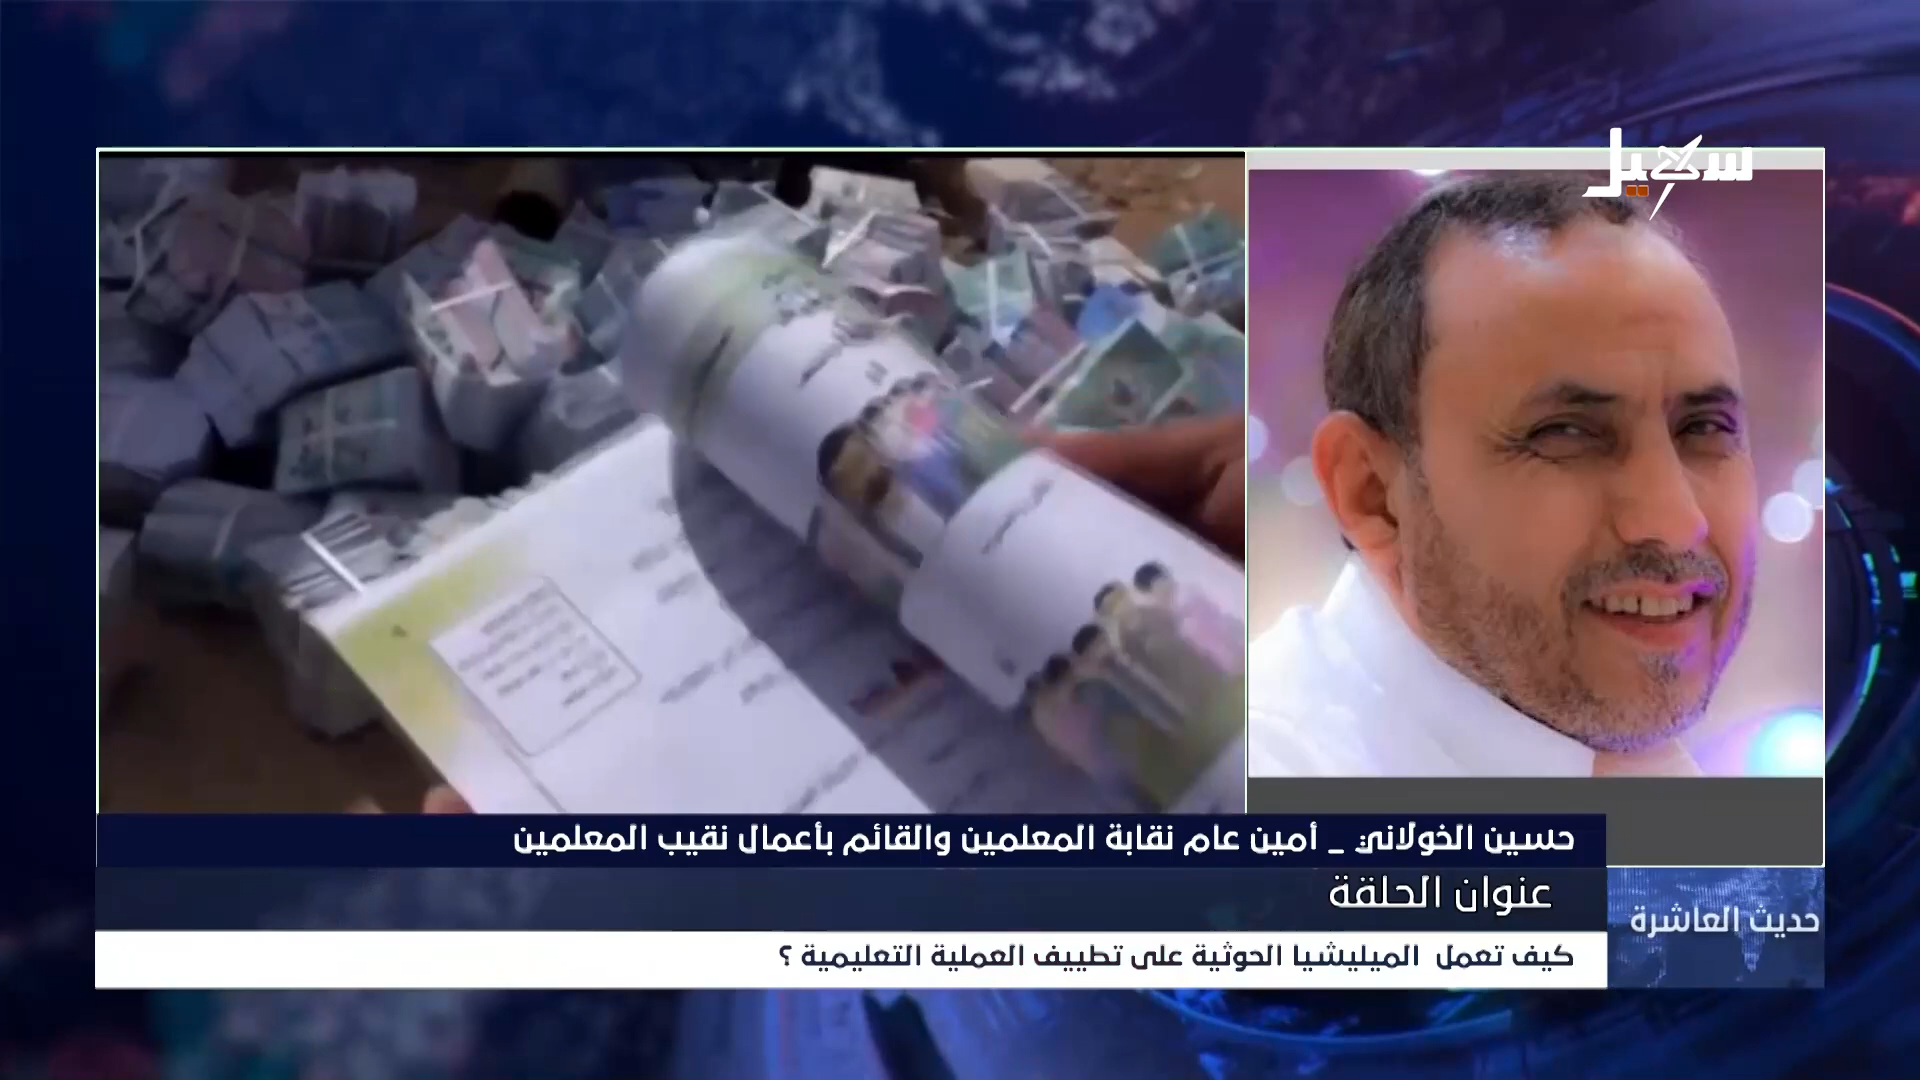 سهيل
حسين الخولاني _ أمين عام نقابة المعلمين والقائم بأعمال نقيب المعلمين
عنوان الحلقة
حديث العاشرة
كيف تعمل الميليشيا الحوثية على تطييف العملية التعليمية ؟